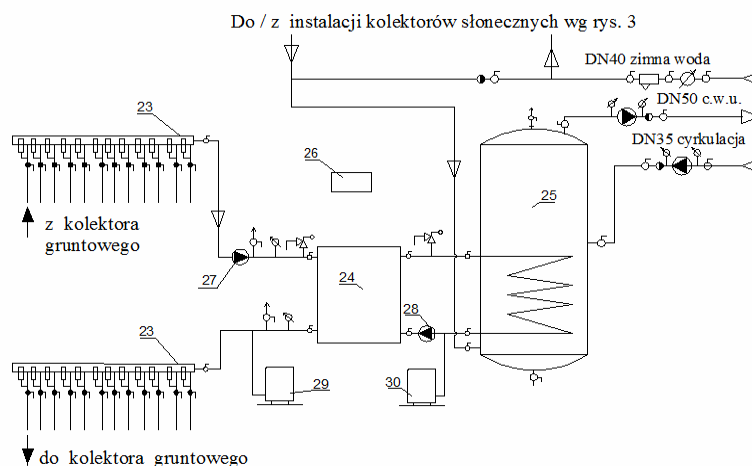 Do / z instalacji kolektorów słonecznych wg rys. 3
DN40 zimna woda
DN50 c.w.u.
DN35 cyrkulacja
23
26
25
z kolektora
gruntowego
27
24
28
23
29
30
do kolektora gruntowego